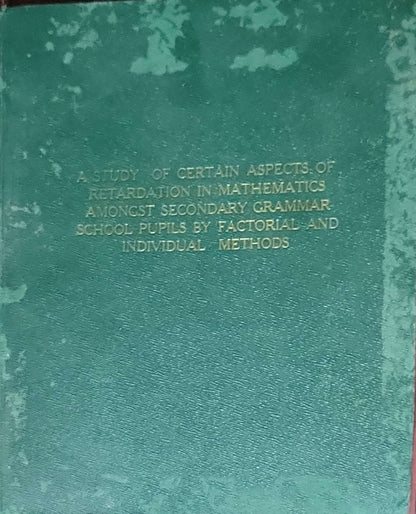 A STUDY OF CERTAIN ASPECTS OF
RETARDATION IN MATHEMATICS
AMONGST SECONDARY GRAMMAR
SCHOOL PUPILS BY FACTORIAL AND
INDIVIDUAL METHODS